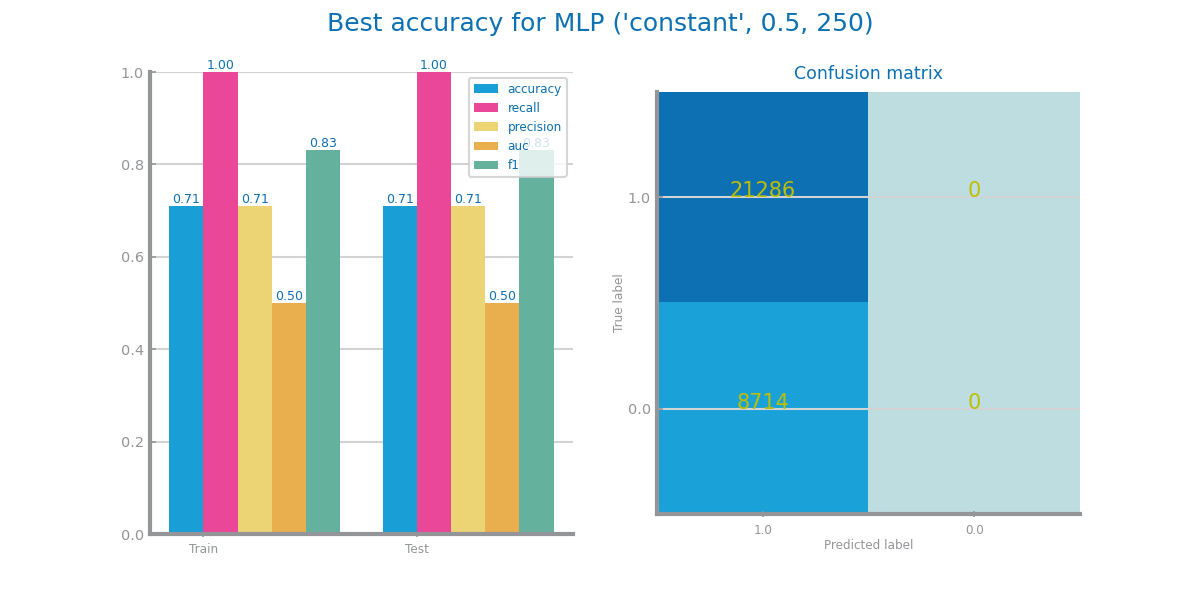 Best accuracy for MLP ('constant', 0.5, 250)
1.0
0.8
0.6
0.4
0.2
0.0
0.71
1.00
0.71
0.50
0.83
0.71
1.00
0.71
0.50
0.83
accuracy
recall
precision
auc
f1
Train
Test
Confusion matrix
True label
1.0
0.0
21286
0
8714
0
1.0
0.0
Predicted label